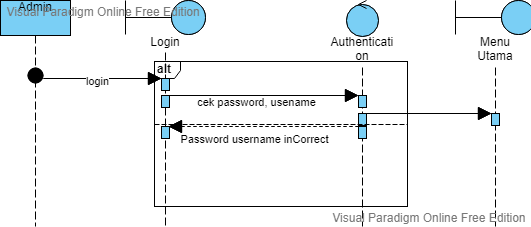 Admin
Visual Paradigm Online Free Edition
Login
Authenticati
on
Menu
Utama
alt
login
cek password, usename
Password username inCorrect
Visual Paradigm Online Free Edition